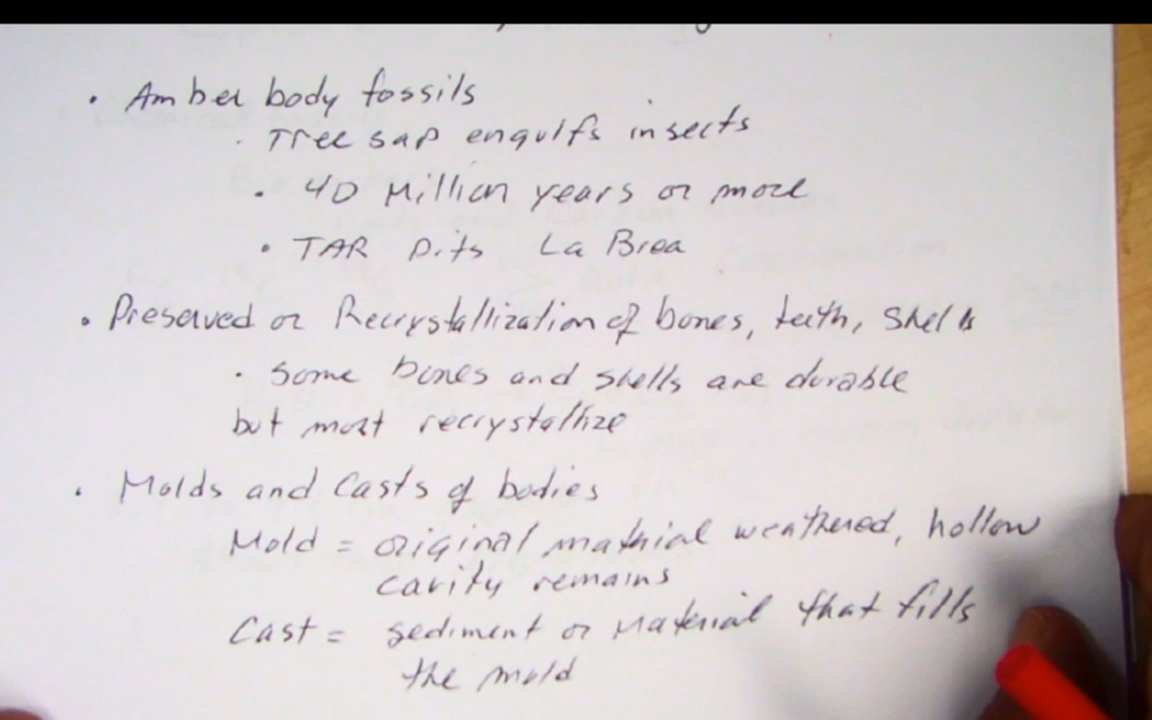 • Amber body fossils
· Tree sap engulfs insects
• 40 Million years or more
• TAR Pits La Brea
• Preserved or Recrystallization of bones, teeth, shells
· some bones and shells are durable
but most recrystallize
• Molds and Casts of bodies
Mold = original material weathered, hollow
cavity remains
Cast = sediment or Material that fills
the mold